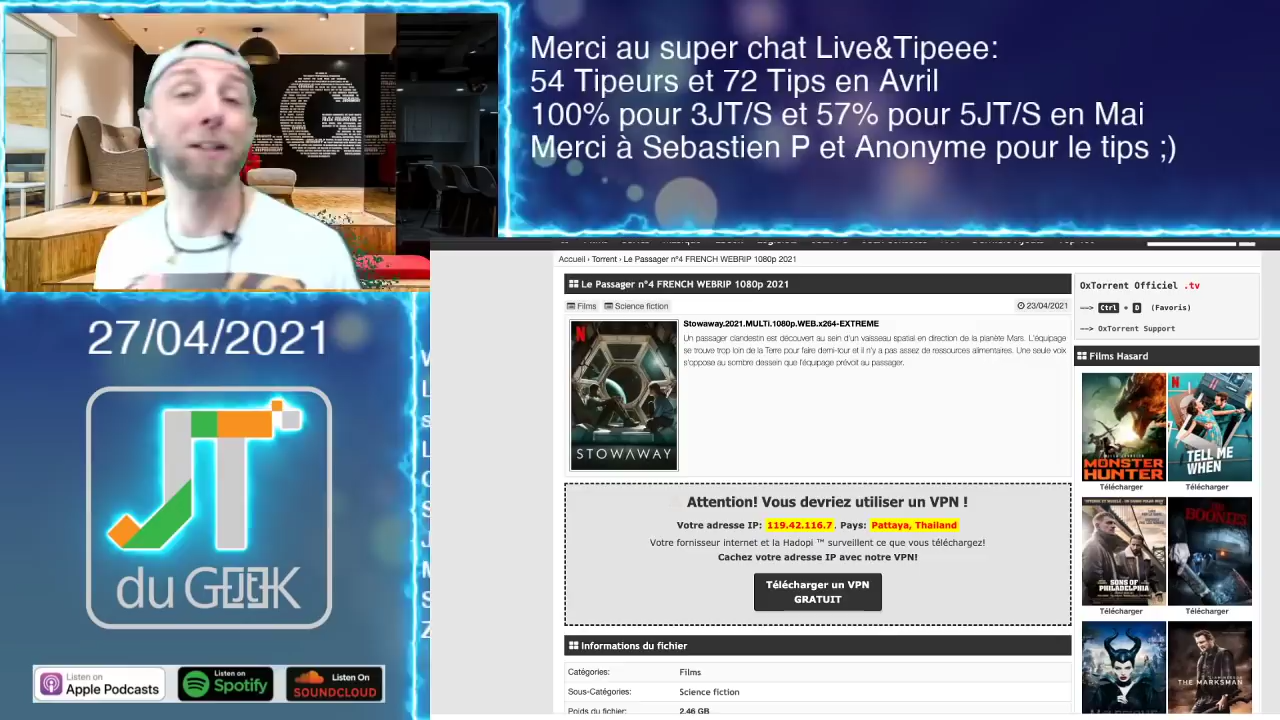 Merci au super chat Live&Tipeee:
54 Tipeurs et 72 Tips en Avril
100% pour 3JT/S et 57% pour 5JT/S en Mai
Merci à Sebastien P et Anonyme pour le tips ;)
27/04/2021
JT
du GEEK
Listen on
Apple Podcasts
Listen on
Spotify
Listen On
SOUNDCLOUD
Accueil › Torrent › Le Passager n°4 FRENCH WEBRIP 1080p 2021
Le Passager n°4 FRENCH WEBRIP 1080p 2021
Films Science fiction
23/04/2021
N
STOWAWAY
Stowaway.2021.MULTi.1080p.WEB.x264-EXTREME
Un passager clandestin est découvert au sein d'un vaisseau spatial en direction de la planète Mars. L'équipage
se trouve trop loin de la Terre pour faire demi-tour et il n'y a pas assez de ressources alimentaires. Une seule voix
s'oppose au sombre dessein que l'équipage prévoit au passager.
Attention! Vous devriez utiliser un VPN !
Votre adresse IP: 119.42.116.7. Pays: Pattaya, Thailand
Votre fornisseur internet et la Hadopi ™ surveillent ce que vous téléchargez!
Cachez votre adresse IP avec notre VPN!
Télécharger un VPN
GRATUIT
Informations du fichier
Catégories: Films
Sous-Catégories: Science fiction
Poids du fichier: 2.46 GB
OxTorrent Officiel .tv
──> Ctrl + D (Favoris)
──> OxTorrent Support
Films Hasard
MONSTER
HUNTER
Télécharger
N
TELL ME
WHEN
Télécharger
SONS OF
PHILADELPHIA
Télécharger
THE BOONIES
Télécharger
THE MARKSMAN